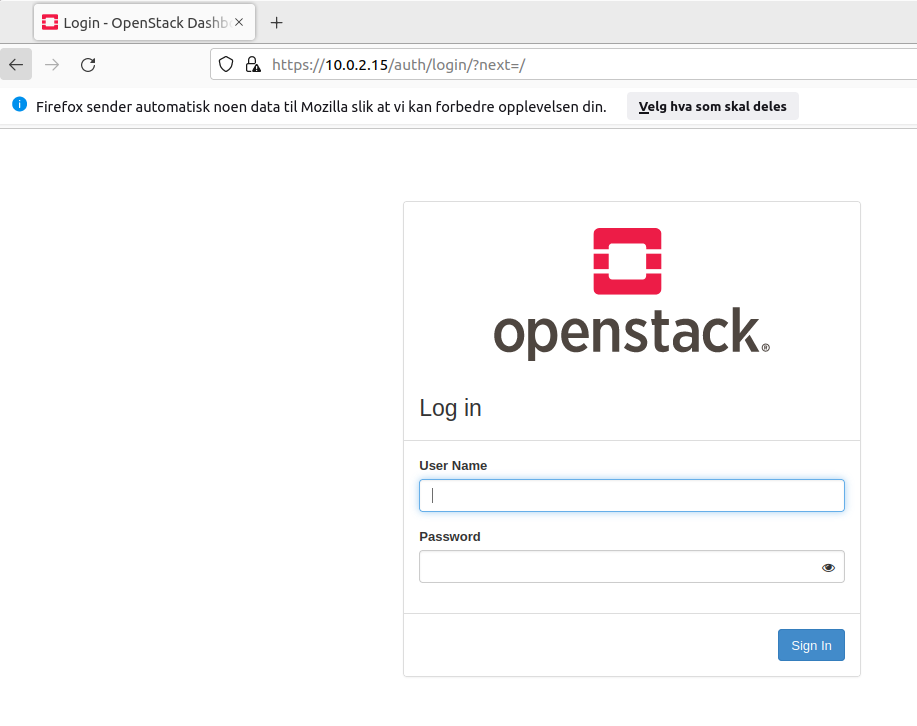 Login - OpenStack Dashb
https://10.0.2.15/auth/login/?next=/
Firefox sender automatisk noen data til Mozilla slik at vi kan forbedre opplevelsen din. Velg hva som skal deles
openstack®
Log in
User Name
Password
Sign In